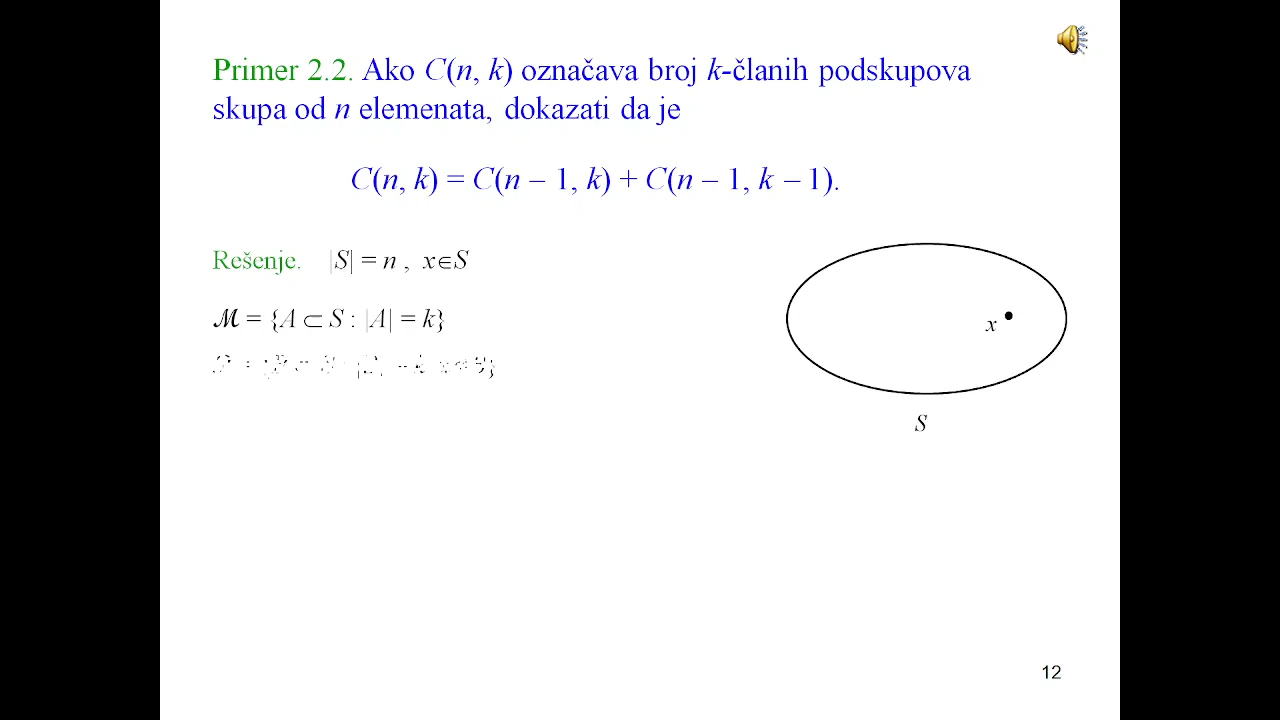 Primer 2.2. Ako C(n, k) označava broj k-članih podskupova
skupa od n elemenata, dokazati da je
C(n, k) = C(n – 1, k) + C(n – 1, k – 1).
Rešenje. |S| = n , x∈S
ℳ = {A ⊂ S : |A| = k}
x
S
12